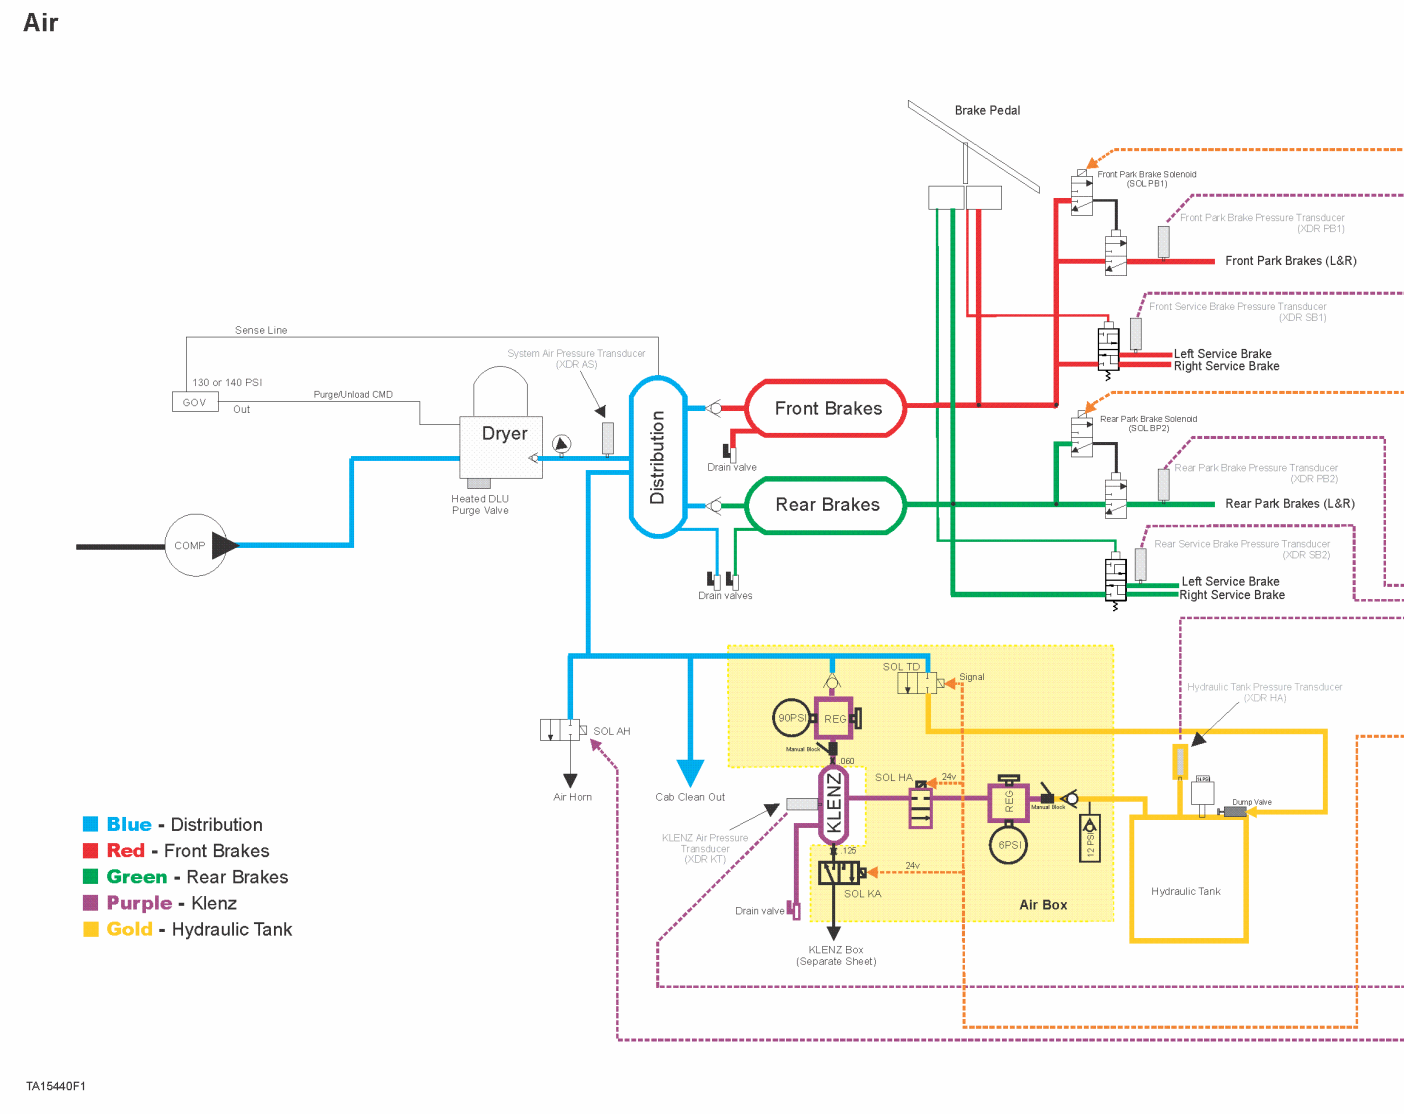 Air
Brake Pedal
Front Park Brake Solenoid
(SOL PB1)
Front Park Brake Pressure Transducer
(XDR PB1)
Front Park Brakes (L&R)
Front Service Brake Pressure Transducer
(XDR SB1)
Left Service Brake
Right Service Brake
Sense Line
System Air Pressure Transducer
(XDR AS)
130 or 140 PSI
GOV
Out
Purge/Unload CMD
Dryer
Heated DLU
Purge Valve
COMP
Distribution
Front Brakes
Drain valve
Rear Brakes
Drain valves
Rear Park Brake Solenoid
(SOL BP2)
Rear Park Brake Pressure Transducer
(XDR PB2)
Rear Park Brakes (L&R)
Rear Service Brake Pressure Transducer
(XDR SB2)
Left Service Brake
Right Service Brake
SOL TD
Signal
Hydraulic Tank Pressure Transducer
(XDR HA)
90PSI
REG
Manual Block
.060
SOL AH
Air Horn
Cab Clean Out
KLENZ
SOL HA
24v
REG
Manual Block
6PSI
12 PSI
Dump Valve
KLENZ Air Pressure
Transducer
(XDR KT)
.125
24v
SOL KA
Drain valve
Air Box
Hydraulic Tank
KLENZ Box
(Separate Sheet)
Blue - Distribution
Red - Front Brakes
Green - Rear Brakes
Purple - Klenz
Gold - Hydraulic Tank
TA15440F1